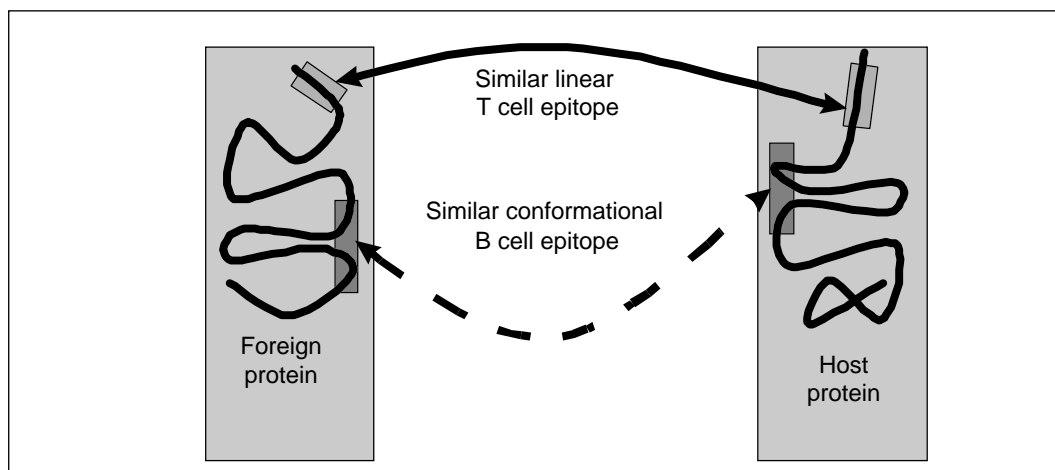 Similar linear
T cell epitope
Similar conformational
B cell epitope
Foreign
protein
Host
protein